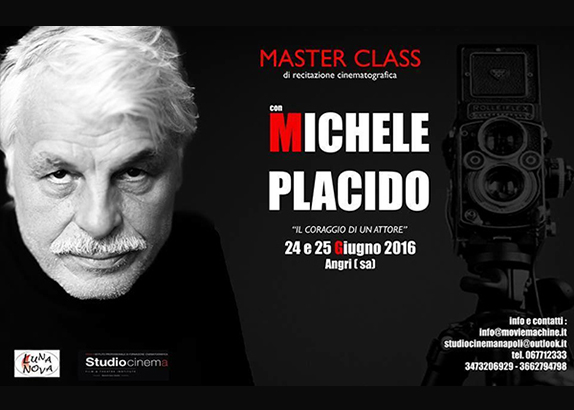 MASTER CLASS
di recitazione cinematografica
con
MICHELE
PLACIDO
"IL CORAGGIO DI UN ATTORE"
24 e 25 Giugno 2016
Angri ( sa)
ROLLEIFLEX
info e contatti :
info@moviemachine.it
studiocinemanapoli@outlook.it
tel. 067712333
3473206929 - 3662794798
LUNA
NOVA
Studiocinema